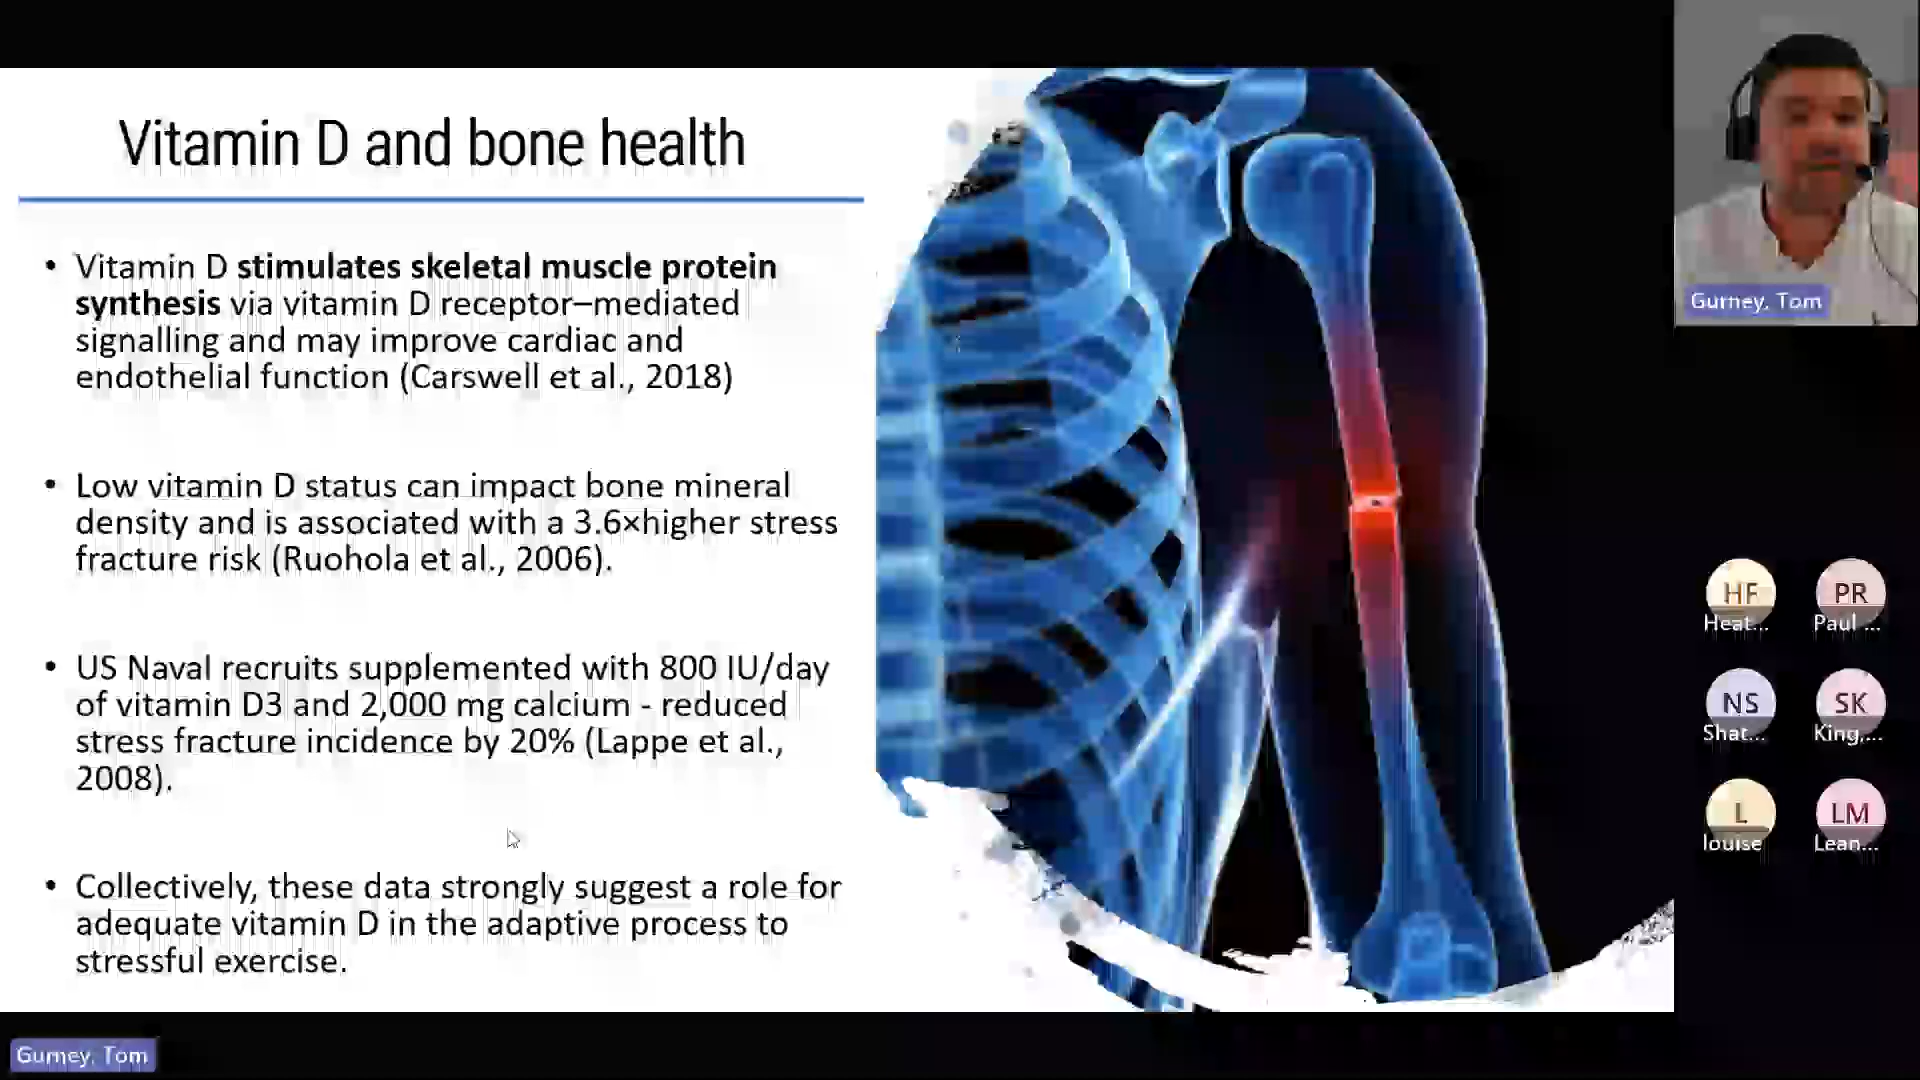 Vitamin D and bone health
• Vitamin D stimulates skeletal muscle protein
synthesis via vitamin D receptor–mediated
signalling and may improve cardiac and
endothelial function (Carswell et al., 2018)
• Low vitamin D status can impact bone mineral
density and is associated with a 3.6×higher stress
fracture risk (Ruohola et al., 2006).
• US Naval recruits supplemented with 800 IU/day
of vitamin D3 and 2,000 mg calcium - reduced
stress fracture incidence by 20% (Lappe et al.,
2008).
• Collectively, these data strongly suggest a role for
adequate vitamin D in the adaptive process to
stressful exercise.
Gurney, Tom
HF
Heat...
PR
Paul ...
NS
Shat...
SK
King,...
L
louise
LM
Lean...
Gurney, Tom